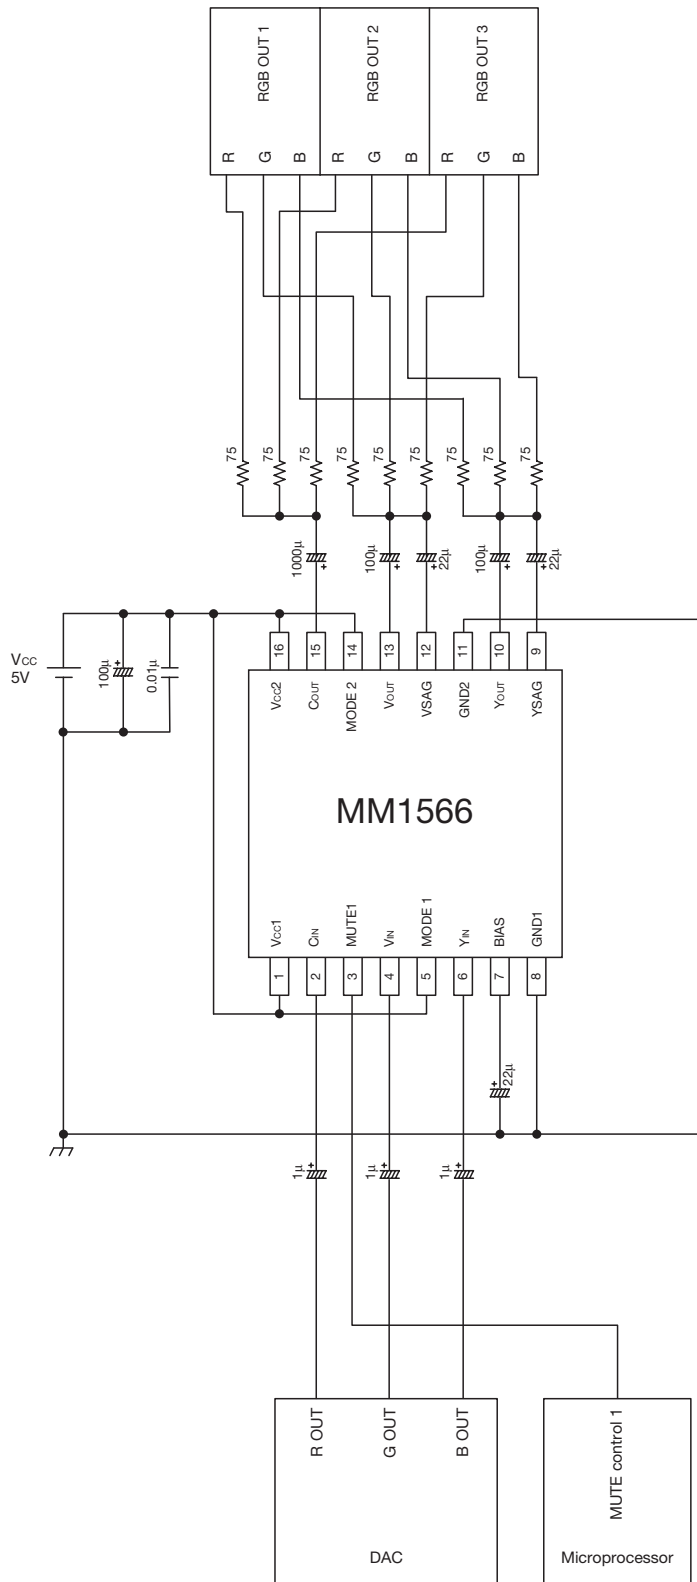 RGB OUT 1
RGB OUT 2
RGB OUT 3
R
G
B
R
G
B
R
G
B
75
75
75
75
75
75
75
75
75
1000μ
+
100μ
+
22μ
+
100μ
+
22μ
+
VCC
5V
100μ
+
0.01μ
16
15
14
13
12
11
10
9
VCC2
COUT
MODE 2
VOUT
VSAG
GND2
YOUT
YSAG
MM1566
VCC1
CIN
MUTE1
VIN
MODE 1
YIN
BIAS
GND1
1
2
3
4
5
6
7
8
22μ
+
1μ
+
1μ
+
1μ
+
R OUT
G OUT
B OUT
DAC
MUTE control 1
Microprocessor